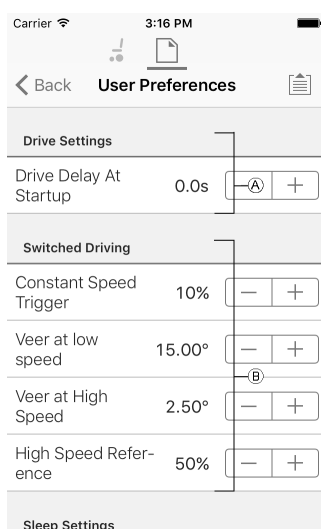 Carrier 3:16 PM
Back User Preferences
Drive Settings
Drive Delay At
Startup
0.0s
A
Switched Driving
Constant Speed
Trigger
10%
Veer at low
speed
15.00°
B
Veer at High
Speed
2.50°
High Speed Refer-
ence
50%
Sleep Settings